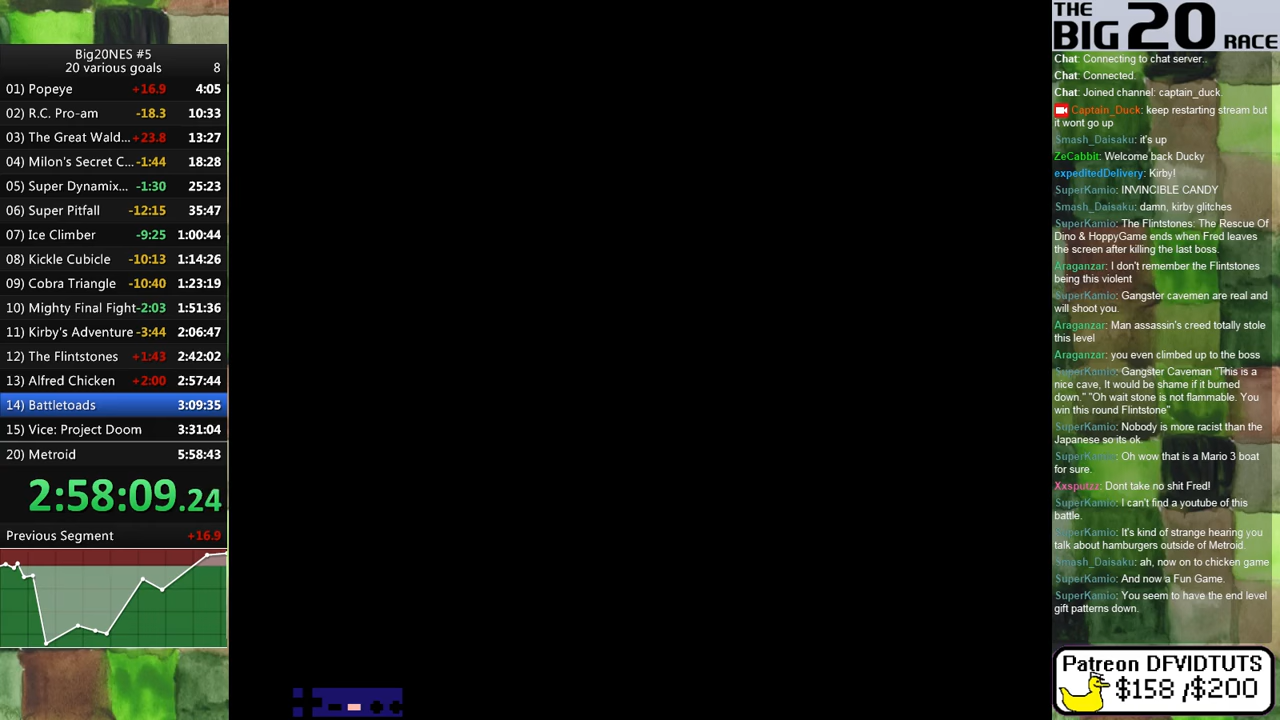 Big20NES #5
20 various goals 8
01) Popeye +16.9 4:05
02) R.C. Pro-am -18.3 10:33
03) The Great Wald... +23.8 13:27
04) Milon's Secret C... -1:44 18:28
05) Super Dynamix... -1:30 25:23
06) Super Pitfall -12:15 35:47
07) Ice Climber -9:25 1:00:44
08) Kickle Cubicle -10:13 1:14:26
09) Cobra Triangle -10:40 1:23:19
10) Mighty Final Fight -2:03 1:51:36
11) Kirby's Adventure -3:44 2:06:47
12) The Flintstones +1:43 2:42:02
13) Alfred Chicken +2:00 2:57:44
14) Battletoads 3:09:35
15) Vice: Project Doom 3:31:04
20) Metroid 5:58:43
2:58:09.24
Previous Segment +16.9
THE
BIG 20 RACE
Chat: Connecting to chat server..
Chat: Connected.
Chat: Joined channel: captain_duck
Captain_Duck: keep restarting stream but
it wont go up
Smash_Daisaku: it's up
ZeCabbit: Welcome back Ducky
expeditedDelivery: Kirby!
SuperKamio: INVINCIBLE CANDY
Smash_Daisaku: damn, kirby glitches
SuperKamio: The Flintstones: The Rescue Of
Dino & HoppyGame ends when Fred leaves
the screen after killing the last boss.
Araganzar: I don't remember the Flintstones
being this violent
SuperKamio: Gangster cavemen are real and
will shoot you.
Araganzar: Man assassin's creed totally stole
this level
Araganzar: you even climbed up to the boss
SuperKamio: Gangster Caveman "This is a
nice cave, It would be shame if it burned
down." "Oh wait stone is not flammable. You
win this round Flintstone"
SuperKamio: Nobody is more racist than the
Japanese so its ok
SuperKamio: Oh wow that is a Mario 3 boat
for sure.
Xxsputzz: Dont take no shit Fred!
SuperKamio: I can't find a youtube of this
battle.
SuperKamio: It's kind of strange hearing you
talk about hamburgers outside of Metroid.
Smash_Daisaku: ah, now on to chicken game
SuperKamio: And now a Fun Game.
SuperKamio: You seem to have the end level
gift patterns down.
Patreon DFVIDTUTS
$158 /$200